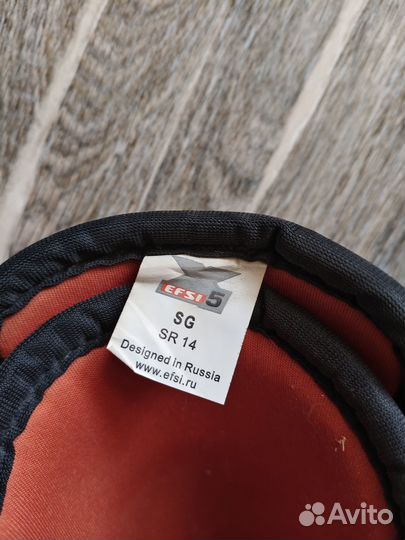 EFSI 5
SG
SR 14
Designed in Russia
www.efsi.ru
Avito